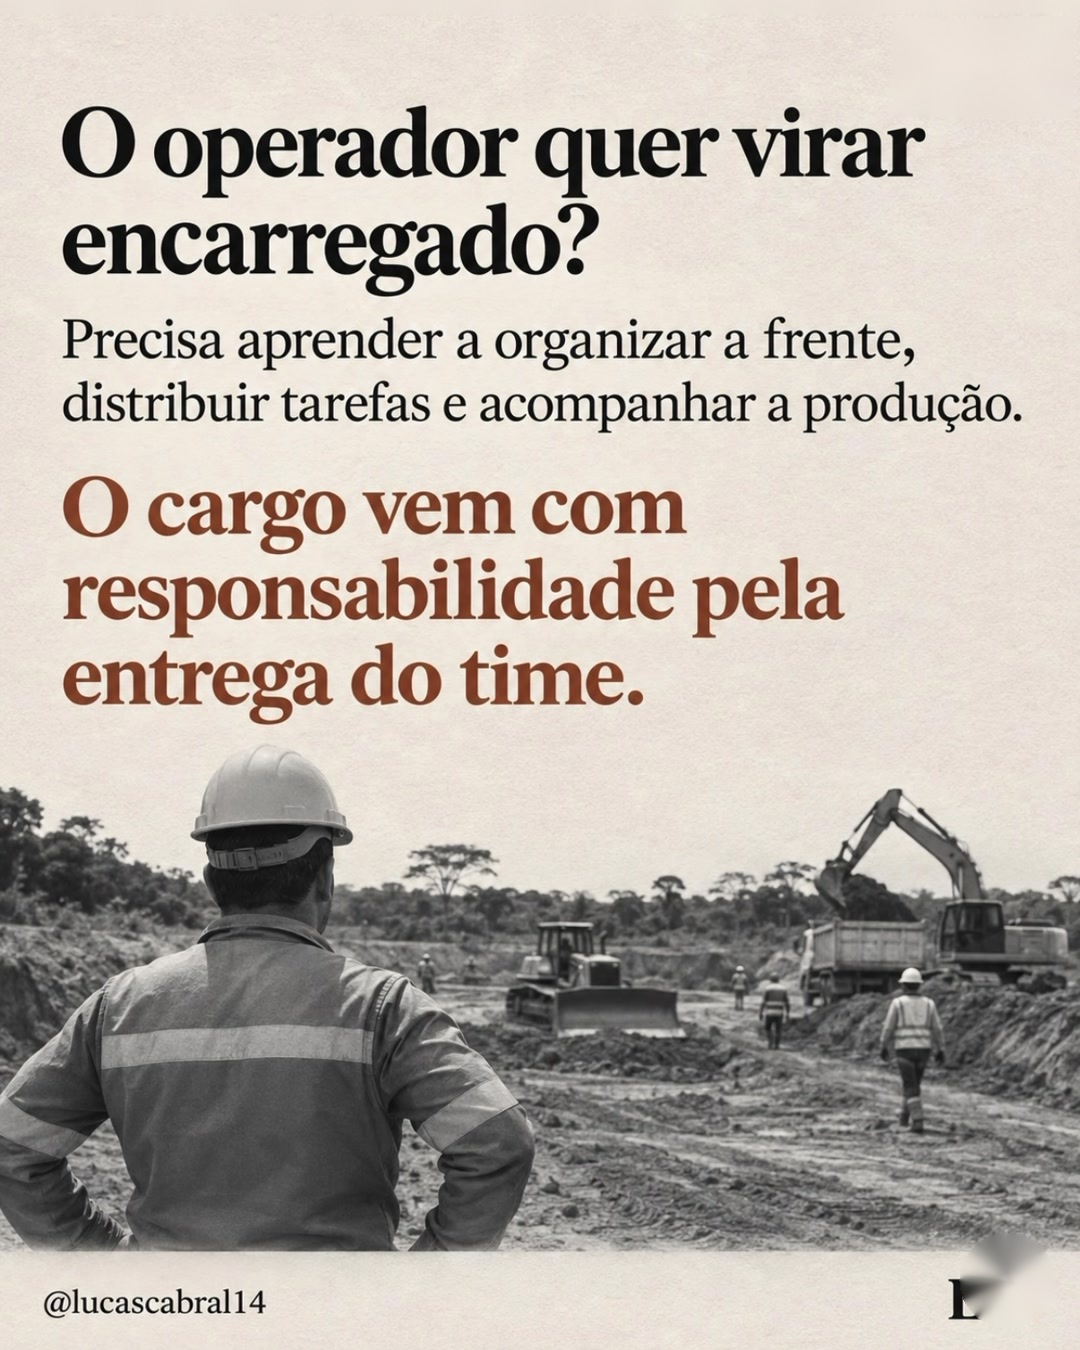 O operador quer virar
encarregado?
Precisa aprender a organizar a frente,
distribuir tarefas e acompanhar a produção.
O cargo vem com
responsabilidade pela
entrega do time.
@lucascabral14